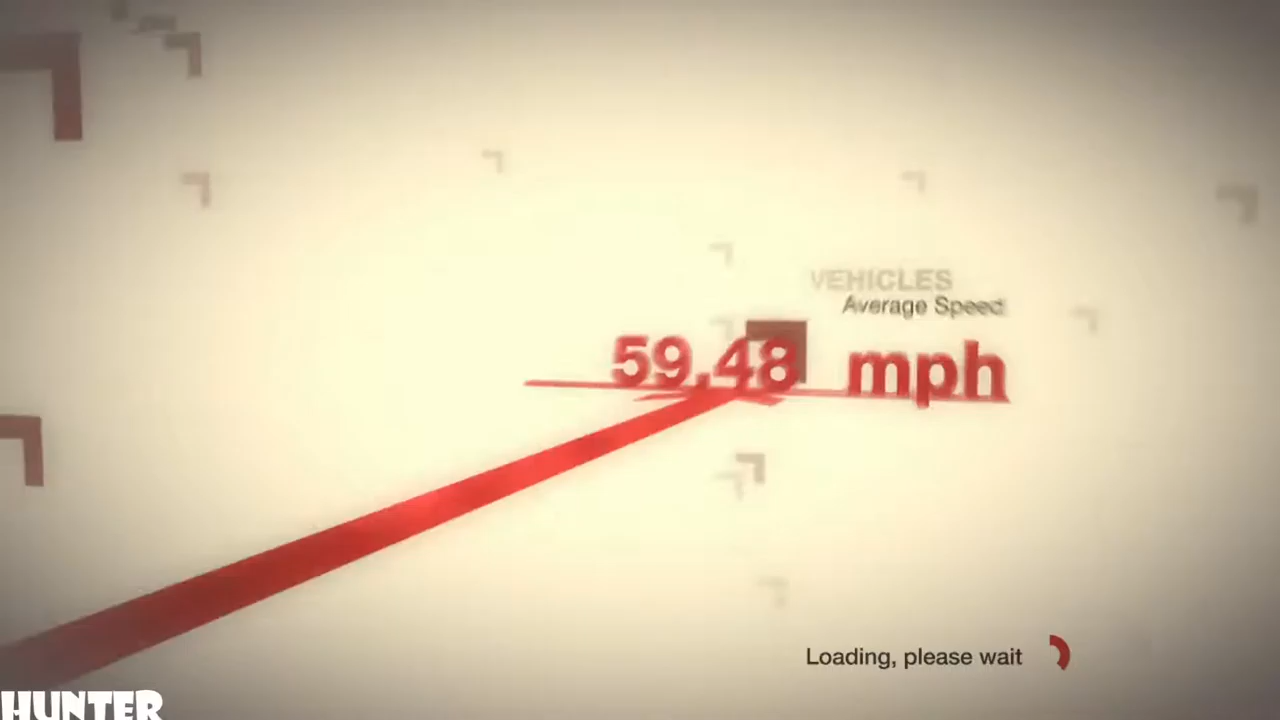 VEHICLES
Average Speed
59.48 mph
Loading, please wait
HUNTER